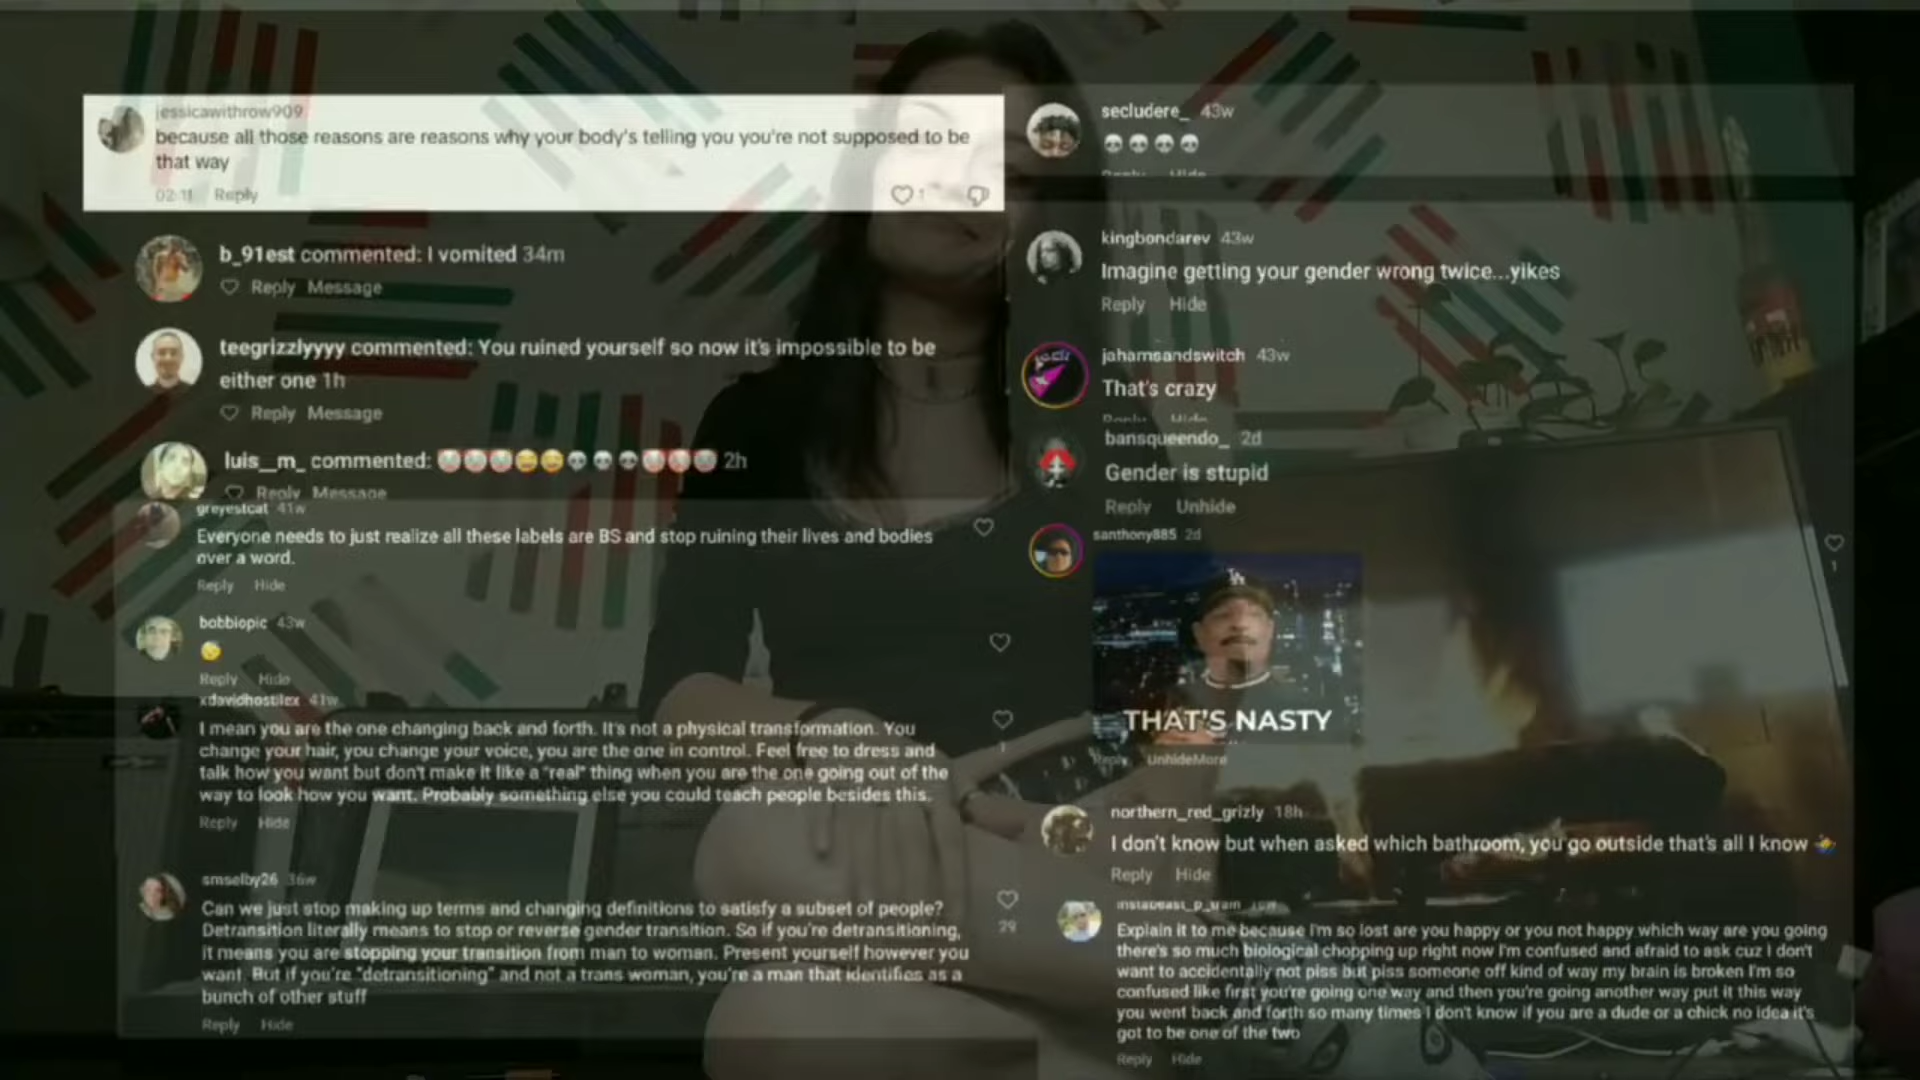 jessicawithrow909
because all those reasons are reasons why your body's telling you you're not supposed to be
that way
02:11 Reply
1
b_91est commented: I vomited 34m
Reply Message
teegrizzlyyyy commented: You ruined yourself so now it's impossible to be
either one 1h
Reply Message
luis__m_ commented: 🤡🤡🤡😂😂💀💀💀🤡🤡🤡 2h
Reply Message
greyestcat 41w
Everyone needs to just realize all these labels are BS and stop ruining their lives and bodies
over a word.
Reply Hide
bobbiopic 43w
Reply Hide
xdavidhostilex 41w
I mean you are the one changing back and forth. It's not a physical transformation. You
change your hair, you change your voice, you are the one in control. Feel free to dress and
talk how you want but don't make it like a "real" thing when you are the one going out of the
way to look how you want. Probably something else you could teach people besides this.
1
Reply Hide
smselby26 36w
Can we just stop making up terms and changing definitions to satisfy a subset of people?
Detransition literally means to stop or reverse gender transition. So if you're detransitioning,
it means you are stopping your transition from man to woman. Present yourself however you
want. But if you're "detransitioning" and not a trans woman, you're a man that identifies as a
bunch of other stuff
29
Reply Hide
secludere_ 43w
💀💀💀💀
Reply Hide
kingbondarev 43w
Imagine getting your gender wrong twice...yikes
Reply Hide
jahamsandswitch 43w
That's crazy
Reply Hide
bansqueendo_ 2d
Gender is stupid
Reply Unhide
santhony885 2d
1
LA
THAT'S NASTY
Reply UnhideMore
northern_red_grizly 18h
I don't know but when asked which bathroom, you go outside that's all I know
Reply Hide
Explain it to me because I'm so lost are you happy or you not happy which way are you going
there's so much biological chopping up right now I'm confused and afraid to ask cuz I don't
want to accidentally not piss but piss someone off kind of way my brain is broken I'm so
confused like first you're going one way and then you're going another way put it this way
you went back and forth so many times I don't know if you are a dude or a chick no idea it's
got to be one of the two
Reply Hide